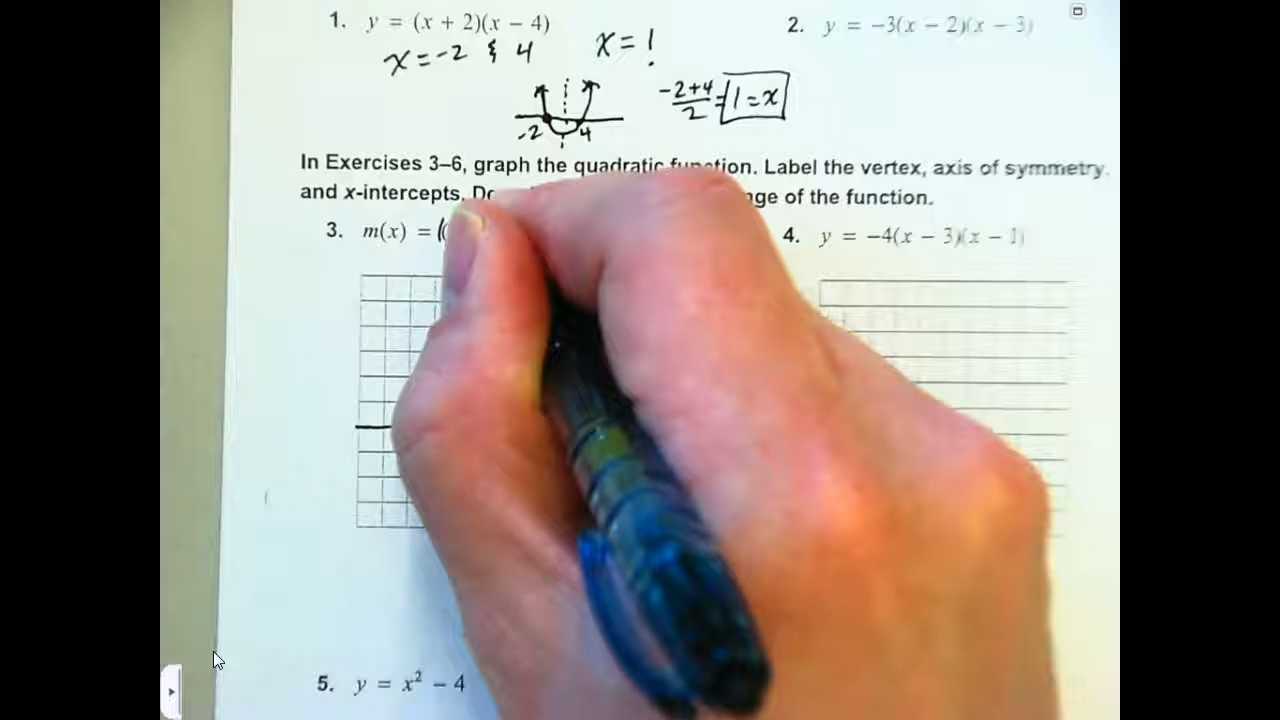 1. y = (x + 2)(x − 4)
x = -2 & 4
x = 1
-2 4
-2+4/2 = 1 = x
2. y = −3(x − 2)(x − 3)
In Exercises 3–6, graph the quadratic function. Label the vertex, axis of symmetry,
and x-intercepts. of the function.
3. m(x) =
4. y = −4(x − 3)(x − 1)
5. y = x² − 4